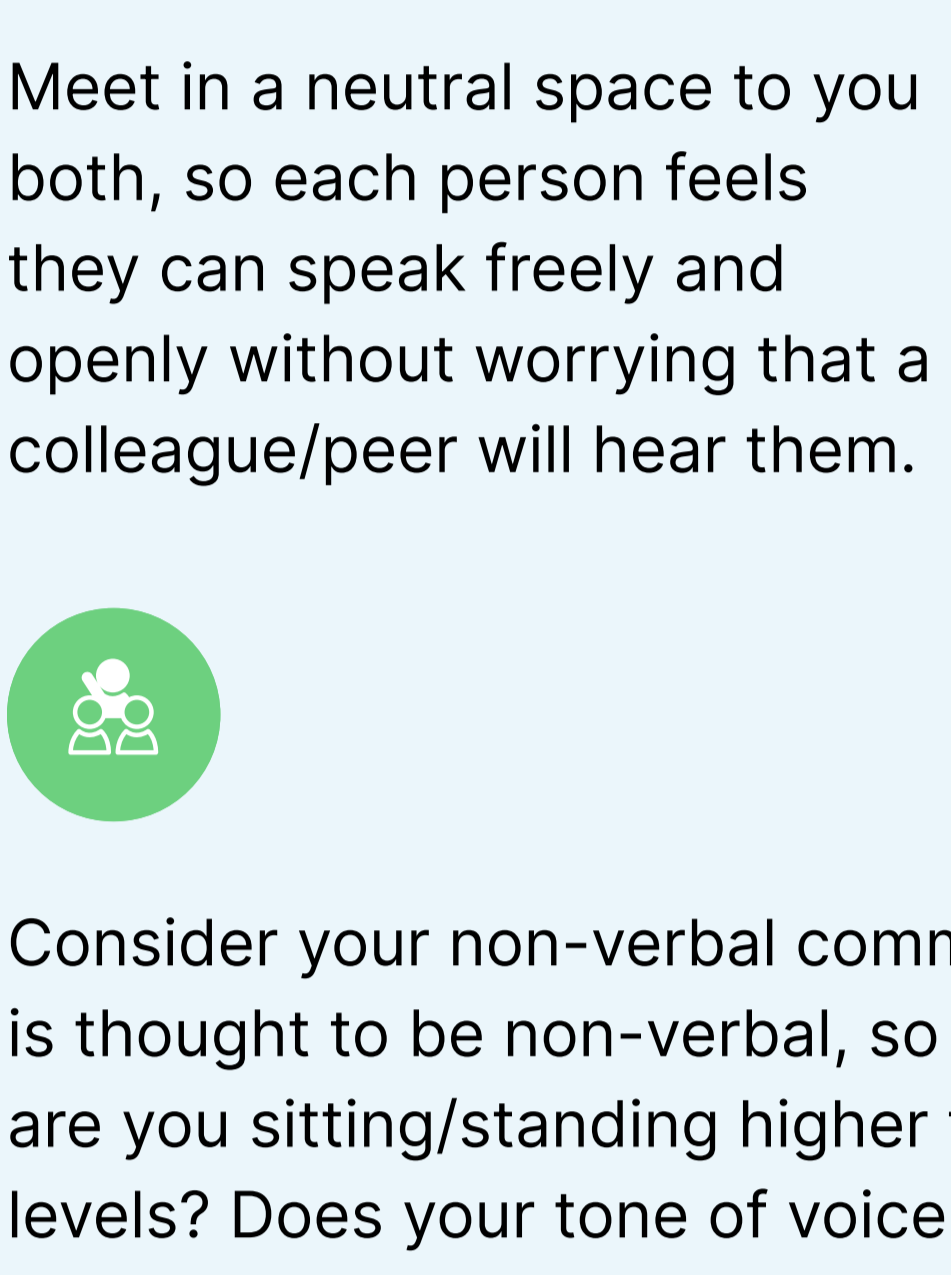 Meet in a neutral space to you
both, so each person feels
they can speak freely and
openly without worrying that a
colleague/peer will hear them.
Consider your non-verbal
is thought to be non-verbal, so
are you sitting/standing higher
levels? Does your tone of voice